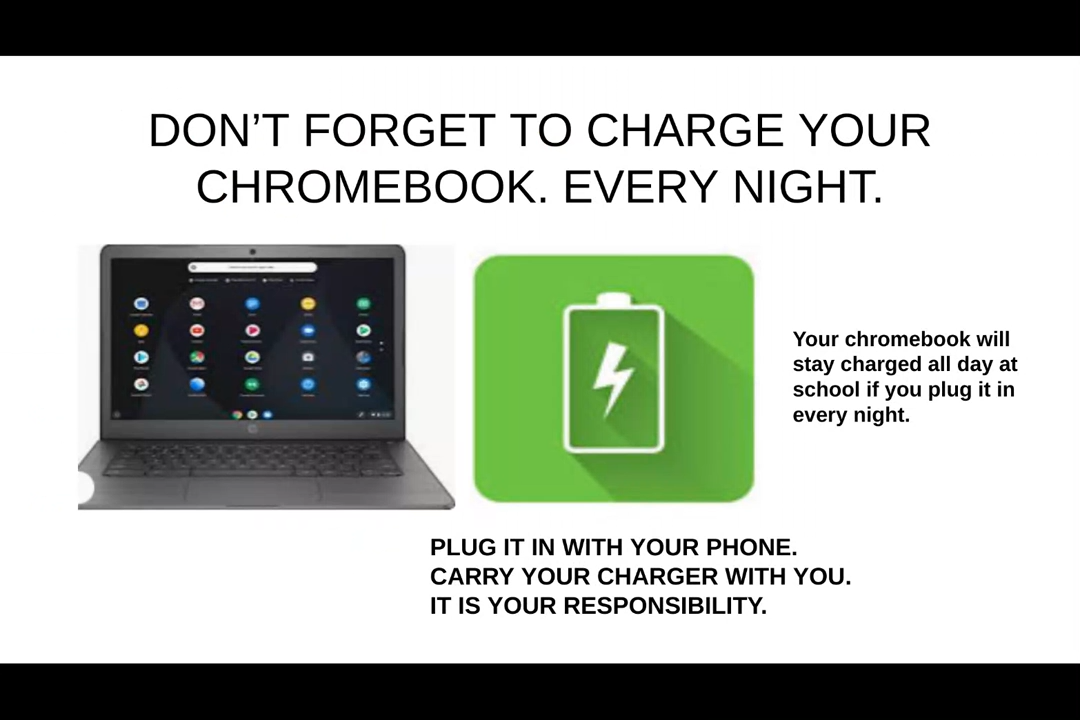 DON’T FORGET TO CHARGE YOUR
CHROMEBOOK. EVERY NIGHT.
Your chromebook will
stay charged all day at
school if you plug it in
every night.
PLUG IT IN WITH YOUR PHONE.
CARRY YOUR CHARGER WITH YOU.
IT IS YOUR RESPONSIBILITY.